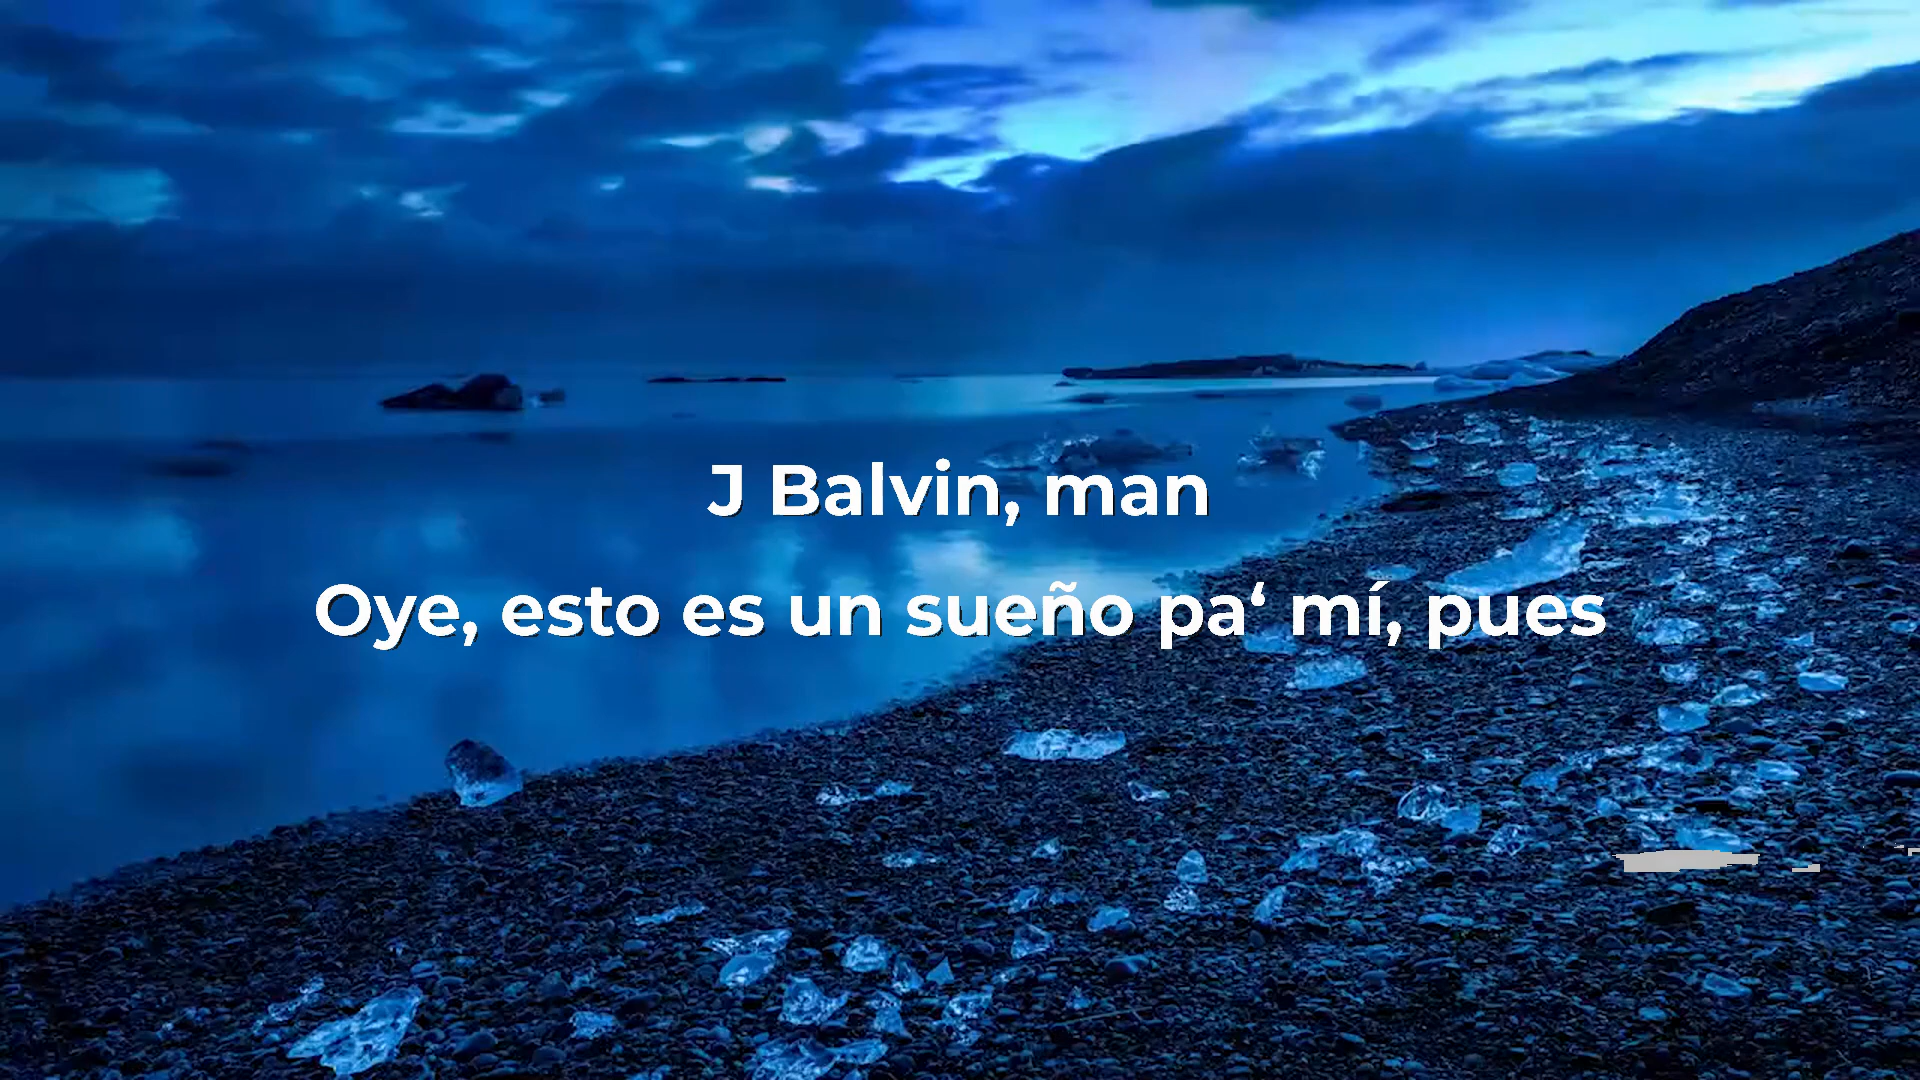 J Balvin, man
Oye, esto es un sueño pa‘ mí, pues